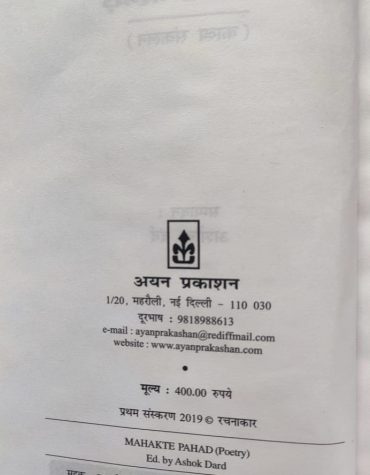 अयन प्रकाशन
1/20, महरौली, नई दिल्ली - 110 030
दूरभाष : 9818988613
e-mail : ayanprakashan@rediffmail.com
website : www.ayanprakashan.com
•
मूल्य : 400.00 रुपये
प्रथम संस्करण 2019 © रचनाकार
MAHAKTE PAHAD (Poetry)
Ed. by Ashok Dard